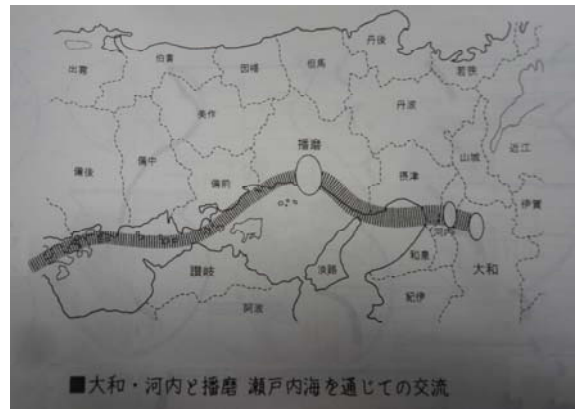 丹後
出雲
伯耆
因幡
但馬
若狭
美作
丹波
播磨
山城
近江
備後
備中
備前
摂津
伊賀
河内
和泉
讃岐
淡路
大和
紀伊
阿波
■大和・河内と播磨 瀬戸内海を通じての交流